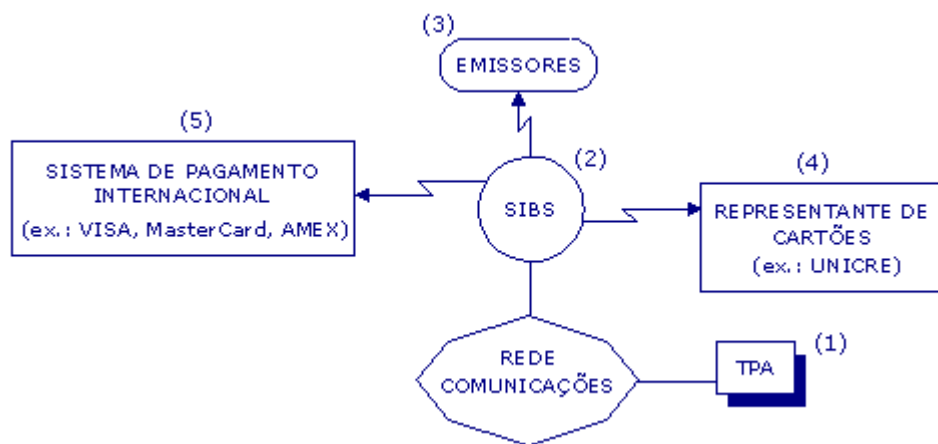 (3)
EMISSORES
(5)
SISTEMA DE PAGAMENTO
INTERNACIONAL
(ex.: VISA, MasterCard, AMEX)
(2)
SIBS
(4)
REPRESENTANTE DE
CARTÕES
(ex.: UNICRE)
REDE
COMUNICAÇÕES
(1)
TPA